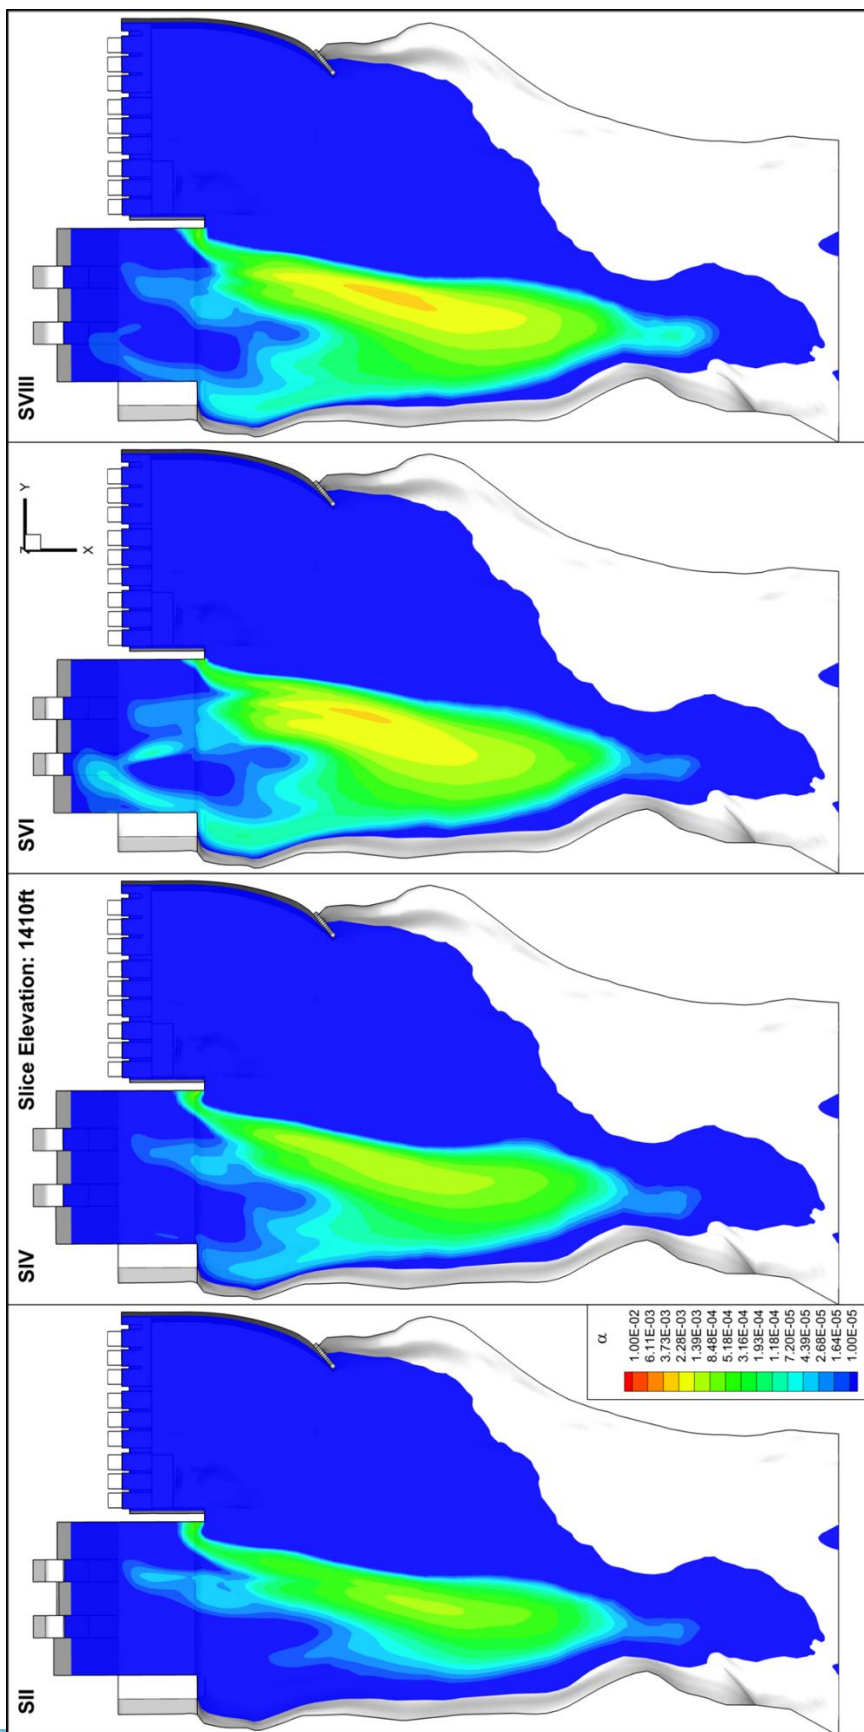 SVIII
Z
Y
X
SVI
Slice Elevation: 1410ft
SIV
α
1.00E-02
6.11E-03
3.73E-03
2.28E-03
1.39E-03
8.48E-04
5.18E-04
3.16E-04
1.93E-04
1.18E-04
7.20E-05
4.39E-05
2.68E-05
1.64E-05
1.00E-05
SII